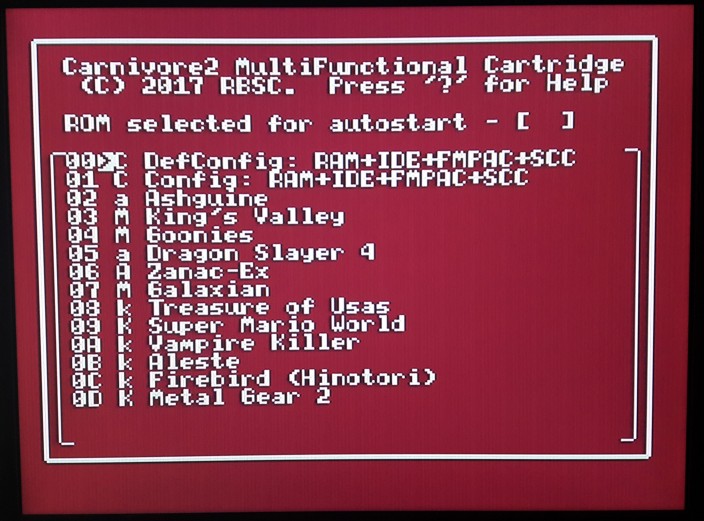 Carnivore2 MultiFunctional Cartridge
(C) 2017 RBSC. Press '?' for Help
ROM selected for autostart - [  ]
00>C DefConfig: RAM+IDE+FMPAC+SCC
01 C Config: RAM+IDE+FMPAC+SCC
02 a Ashguine
03 M King's Valley
04 M Goonies
05 a Dragon Slayer 4
06 A Zanac-Ex
07 M Galaxian
08 k Treasure of Usas
09 K Super Mario World
0A k Vampire Killer
0B k Aleste
0C k Firebird (Hinotori)
0D K Metal Gear 2